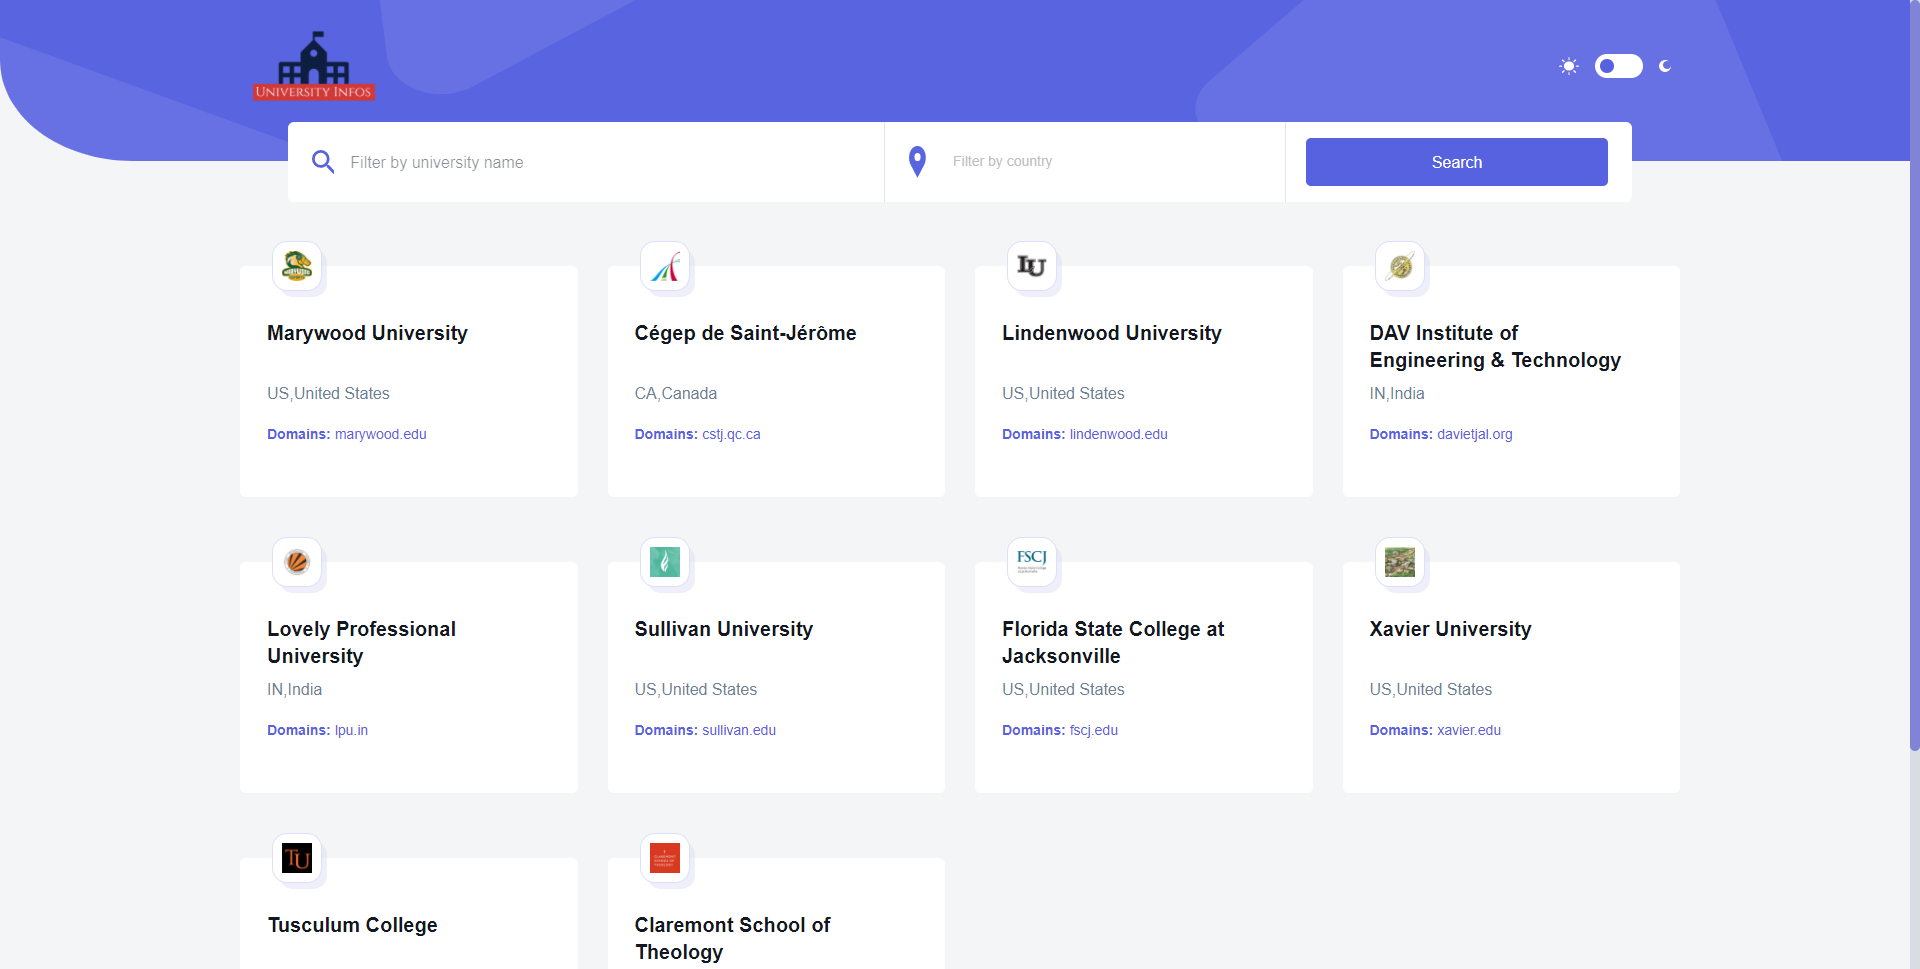 UNIVERSITY INFOS
Filter by university name
Filter by country
Search
LU
Marywood University
Cégep de Saint-Jérôme
Lindenwood University
DAV Institute of
Engineering & Technology
US,United States
CA,Canada
US,United States
IN,India
Domains: marywood.edu
Domains: cstj.qc.ca
Domains: lindenwood.edu
Domains: davietjal.org
FSCJ
Lovely Professional
University
Sullivan University
Florida State College at
Jacksonville
Xavier University
IN,India
US,United States
US,United States
US,United States
Domains: lpu.in
Domains: sullivan.edu
Domains: fscj.edu
Domains: xavier.edu
TU
Tusculum College
Claremont School of
Theology